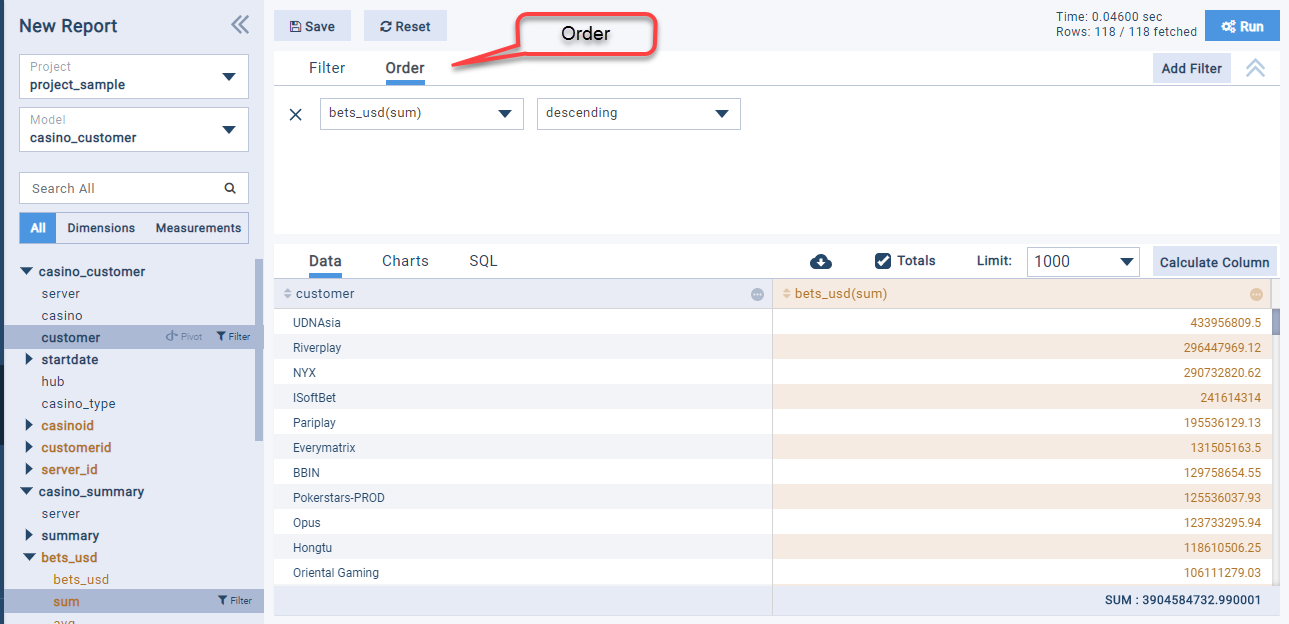 New Report
Project
project_sample
Model
casino_customer
Search All
All Dimensions Measurements
casino_customer
server
casino
customer Pivot Filter
startdate
hub
casino_type
casinoid
customerid
server_id
casino_summary
server
summary
bets_usd
bets_usd
sum Filter
avg
Save Reset
Order
Time: 0.04600 sec
Rows: 118 / 118 fetched
Run
Filter Order
Add Filter
bets_usd(sum) descending
Data Charts SQL
Totals Limit: 1000 Calculate Column
customer bets_usd(sum)
UDNAsia 433956809.5
Riverplay 296447969.12
NYX 290732820.62
ISoftBet 241614314
Pariplay 195536129.13
Everymatrix 131505163.5
BBIN 129758654.55
Pokerstars-PROD 125536037.93
Opus 123733295.94
Hongtu 118610506.25
Oriental Gaming 106111279.03
SUM : 3904584732.990001